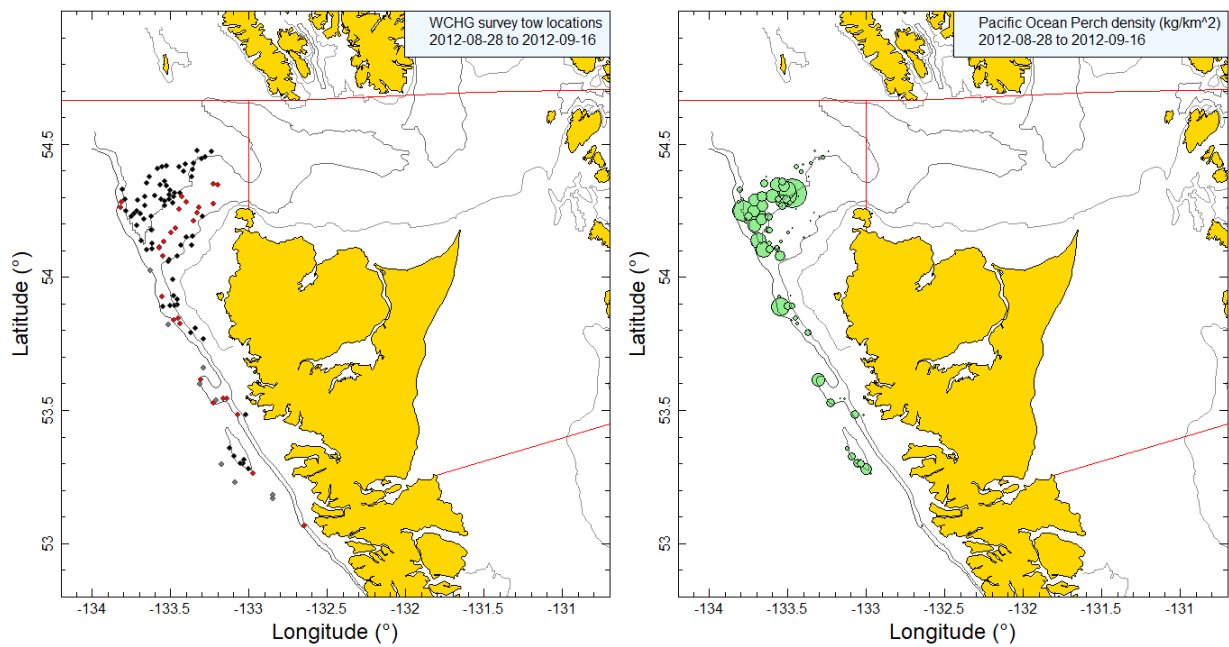 WCHG survey tow locations
2012-08-28 to 2012-09-16
54.5
54
53.5
53
Latitude (°)
-134
-133.5
-133
-132.5
-132
-131.5
-131
Longitude (°)
Pacific Ocean Perch density (kg/km^2)
2012-08-28 to 2012-09-16
54.5
54
53.5
53
Latitude (°)
-134
-133.5
-133
-132.5
-132
-131.5
-131
Longitude (°)